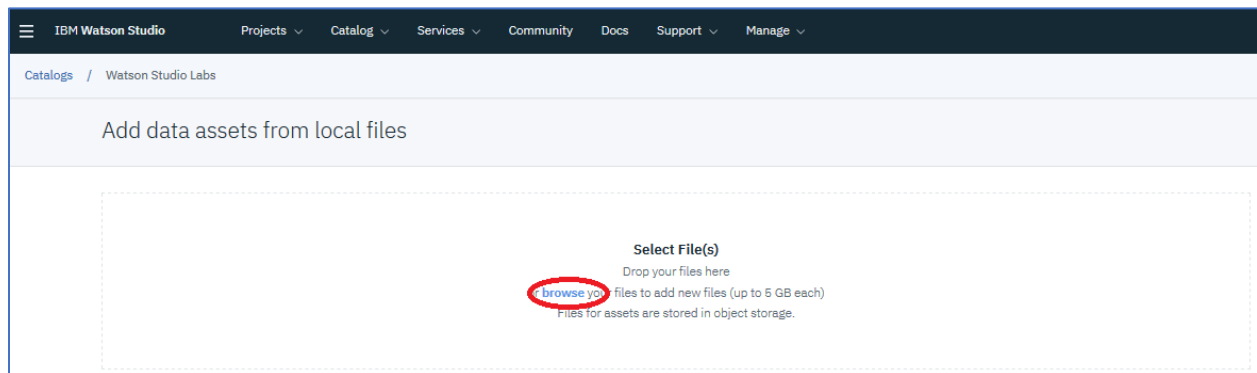 IBM Watson Studio Projects Catalog Services Community Docs Support Manage
Catalogs / Watson Studio Labs
Add data assets from local files
Select File(s)
Drop your files here
or browse your files to add new files (up to 5 GB each)
Files for assets are stored in object storage.